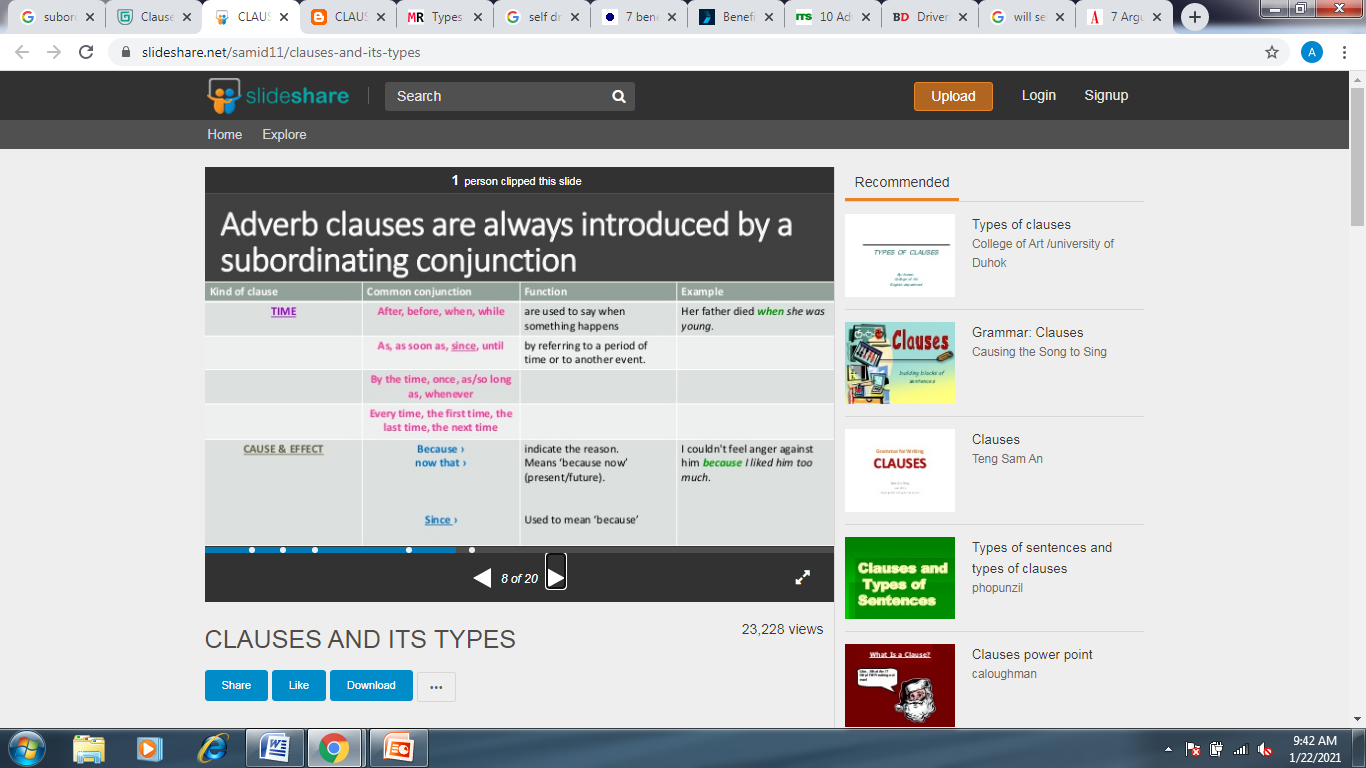 subor
Clause
CLAUS
CLAUS
MR Types
self dr
7 ben
Benefi
ITS 10 Ad
BD Driver
will se
7 Argu
slideshare.net/samid11/clauses-and-its-types
A
slideshare
Search
Upload
Login
Signup
Home
Explore
1 person clipped this slide
Adverb clauses are always introduced by a
subordinating conjunction
Kind of clause
Common conjunction
Function
Example
TIME
After, before, when, while
are used to say when
something happens
Her father died when she was
young.
As, as soon as, since, until
by referring to a period of
time or to another event.
By the time, once, as/so long
as, whenever
Every time, the first time, the
last time, the next time
CAUSE & EFFECT
Because ›
now that ›
indicate the reason.
Means ‘because now’
(present/future).
I couldn't feel anger against
him because I liked him too
much.
Since ›
Used to mean ‘because’
8 of 20
CLAUSES AND ITS TYPES
23,228 views
Share
Like
Download
Recommended
TYPES OF CLAUSES
Types of clauses
College of Art /university of
Duhok
Clauses
building blocks of
sentences
Grammar: Clauses
Causing the Song to Sing
Grammar for Writing
CLAUSES
Clauses
Teng Sam An
Clauses and
Types of
Sentences
Types of sentences and
types of clauses
phopunzil
What Is a Clause?
Clauses power point
caloughman
9:42 AM
1/22/2021